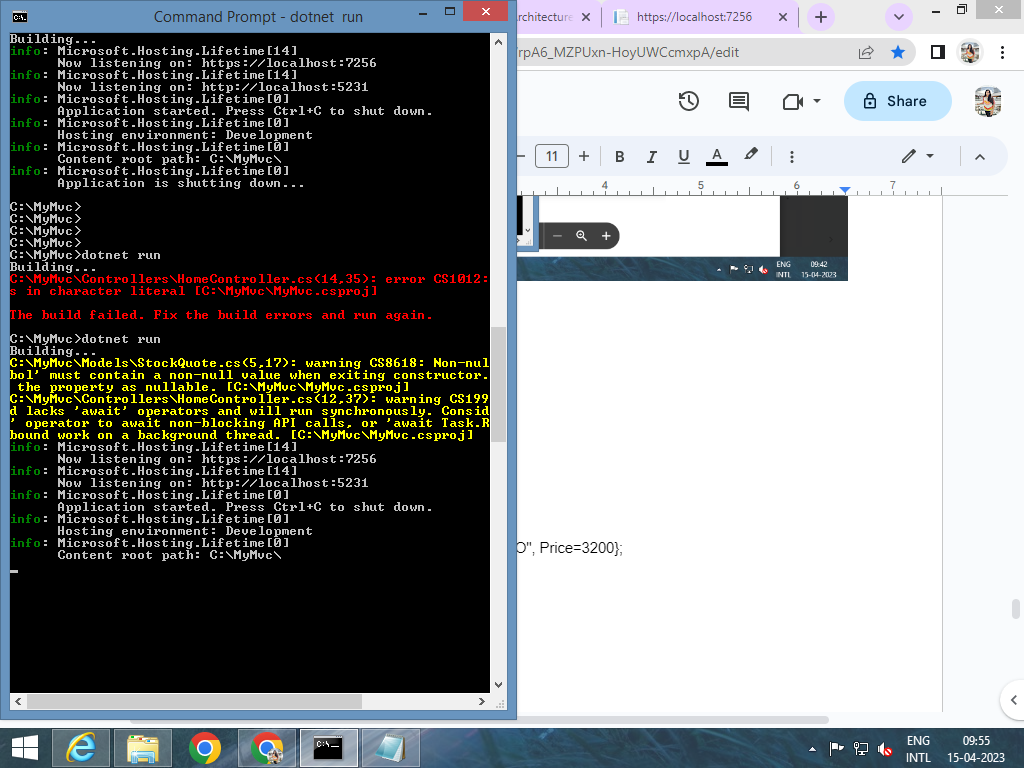 Command Prompt - dotnet run
Building...
info: Microsoft.Hosting.Lifetime[14]
Now listening on: https://localhost:7256
info: Microsoft.Hosting.Lifetime[14]
Now listening on: http://localhost:5231
info: Microsoft.Hosting.Lifetime[0]
Application started. Press Ctrl+C to shut down.
info: Microsoft.Hosting.Lifetime[0]
Hosting environment: Development
info: Microsoft.Hosting.Lifetime[0]
Content root path: C:\MyMvc\
info: Microsoft.Hosting.Lifetime[0]
Application is shutting down...
C:\MyMvc>
C:\MyMvc>
C:\MyMvc>
C:\MyMvc>
C:\MyMvc>dotnet run
Building...
C:\MyMvc\Controllers\HomeController.cs(14,35): error CS1012:
s in character literal [C:\MyMvc\MyMvc.csproj]
The build failed. Fix the build errors and run again.
C:\MyMvc>dotnet run
Building...
C:\MyMvc\Models\StockQuote.cs(5,17): warning CS8618: Non-nul
bol' must contain a non-null value when exiting constructor.
the property as nullable. [C:\MyMvc\MyMvc.csproj]
C:\MyMvc\Controllers\HomeController.cs(12,37): warning CS199
d lacks 'await' operators and will run synchronously. Consid
' operator to await non-blocking API calls, or 'await Task.R
bound work on a background thread. [C:\MyMvc\MyMvc.csproj]
info: Microsoft.Hosting.Lifetime[14]
Now listening on: https://localhost:7256
info: Microsoft.Hosting.Lifetime[14]
Now listening on: http://localhost:5231
info: Microsoft.Hosting.Lifetime[0]
Application started. Press Ctrl+C to shut down.
info: Microsoft.Hosting.Lifetime[0]
Hosting environment: Development
info: Microsoft.Hosting.Lifetime[0]
Content root path: C:\MyMvc\
rchitecture
https://localhost:7256
rpA6_MZPUxn-HoyUWCcmxpA/edit
Share
11 B I U A
4 5 6 7
ENG 09:42
INTL 15-04-2023
O", Price=3200};
ENG 09:55
INTL 15-04-2023